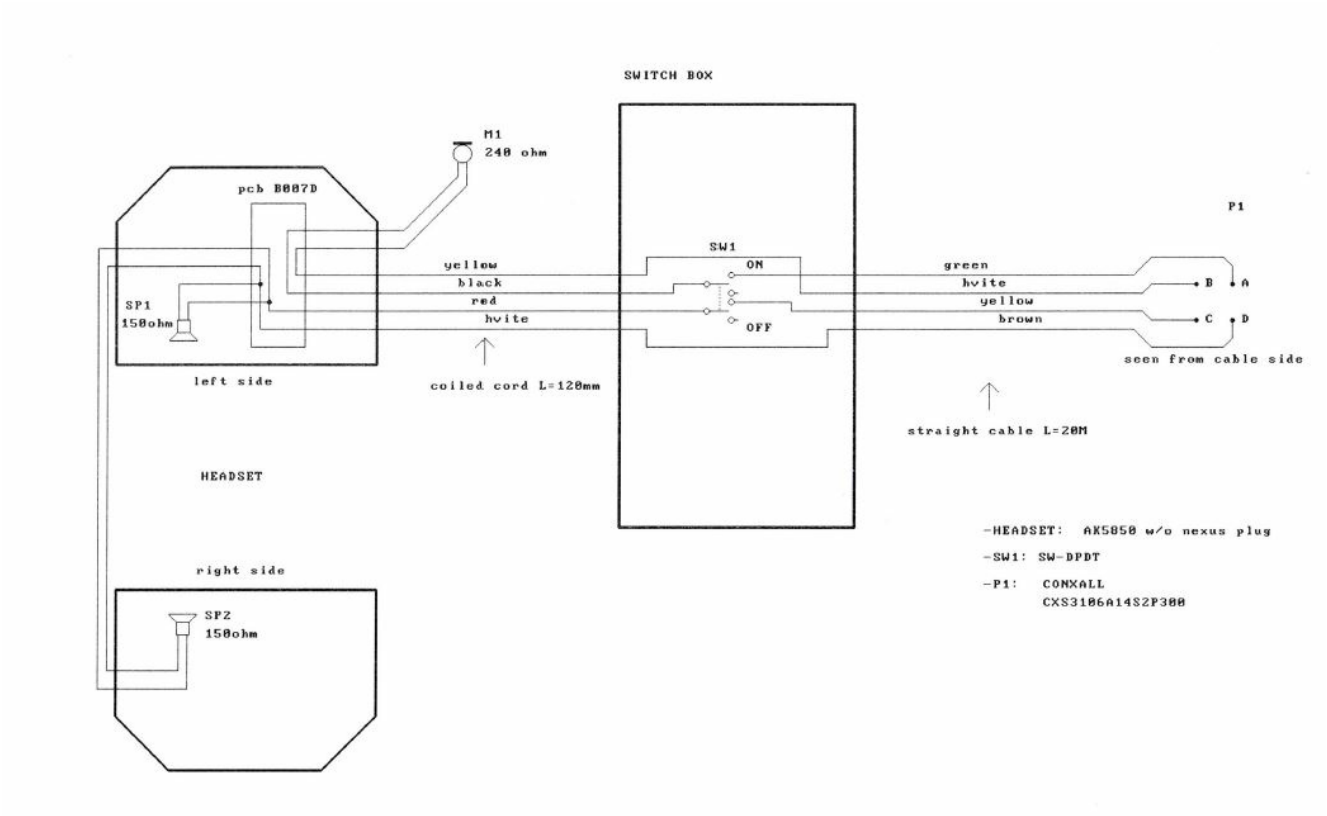 SWITCH BOX
M1
240 ohm
pcb B007D
P1
SW1
yellow
ON
green
black
hvite
B
A
SP1
red
yellow
150ohm
hvite
OFF
brown
C
D
seen from cable side
left side
coiled cord L=120mm
straight cable L=20M
HEADSET
-HEADSET: AK5850 w/o nexus plug
-SW1: SW-DPDT
right side
-P1: CONXALL
CXS3106A14S2P300
SP2
150ohm